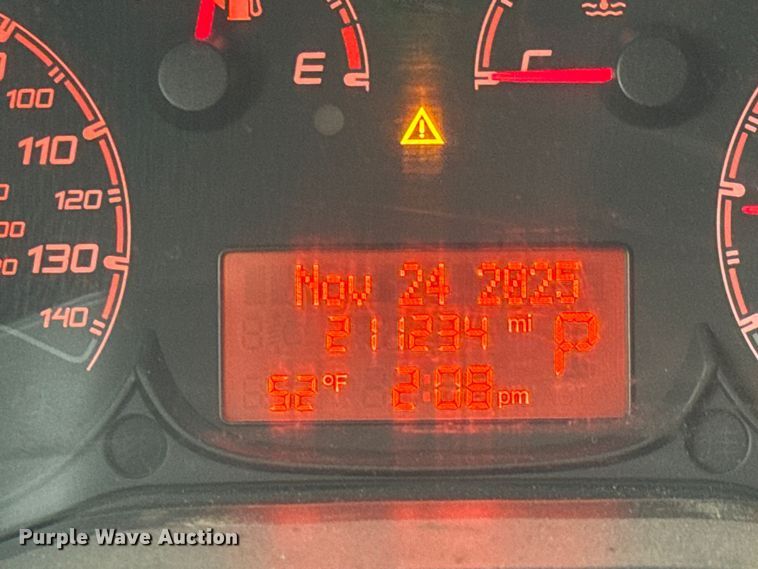 E
C
100
110
120
130
140
Nov 24 2025
211234 mi P
52 °F 2:08 pm
Purple Wave Auction